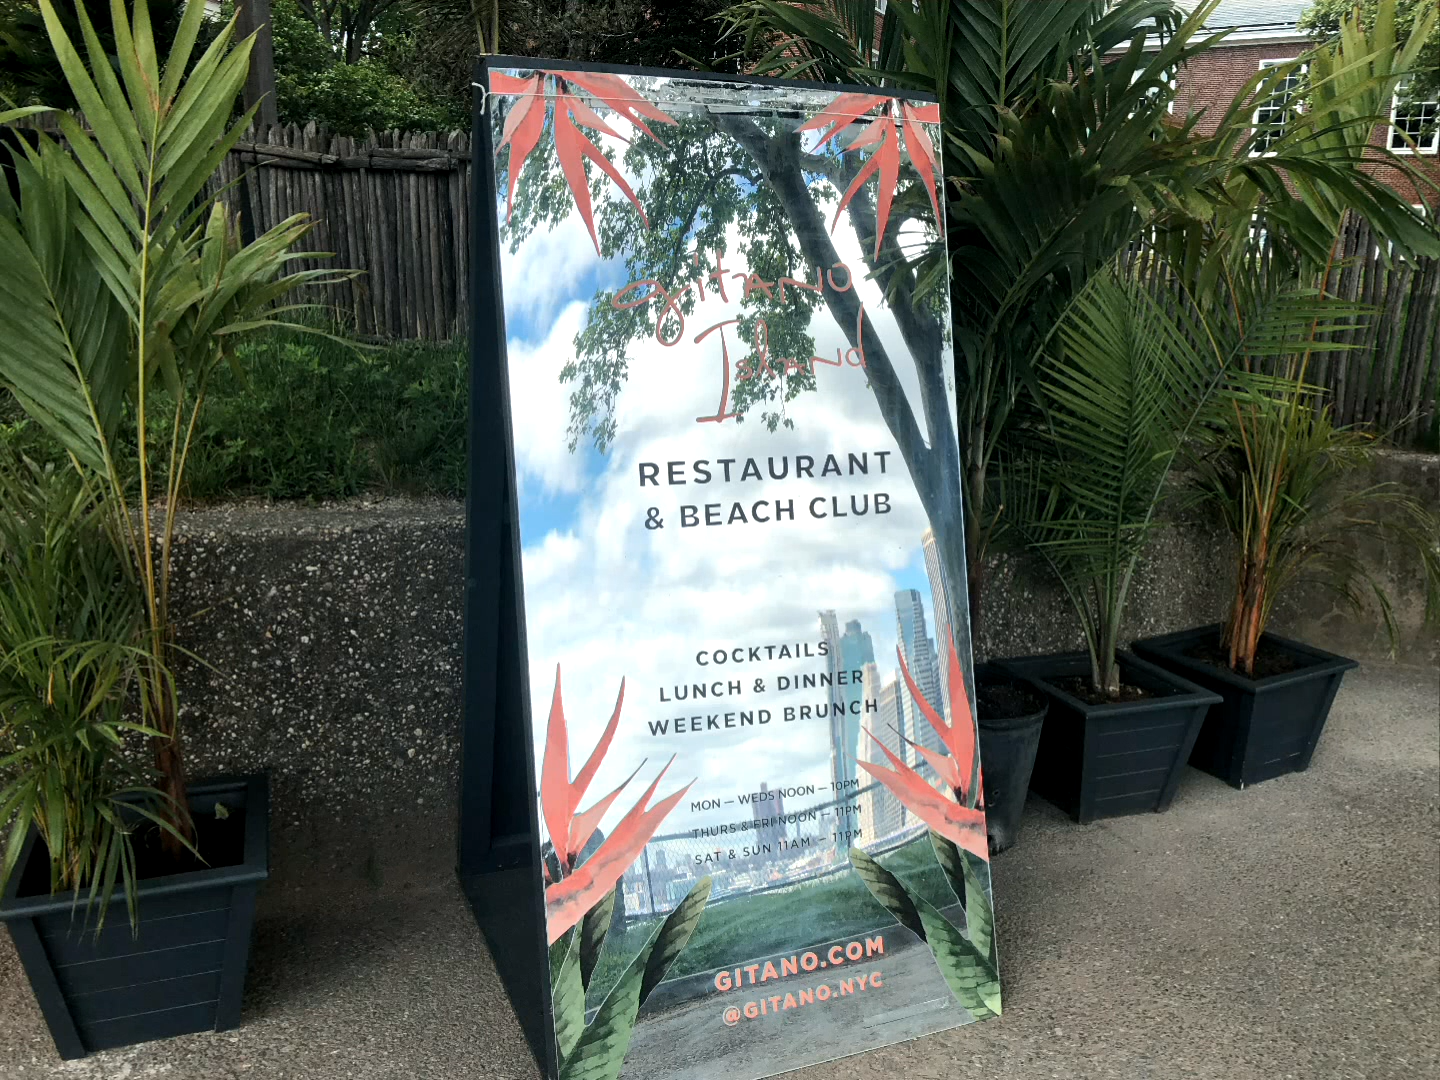 gitano
Island
RESTAURANT
& BEACH CLUB
COCKTAILS
LUNCH & DINNER
WEEKEND BRUNCH
MON — WEDS NOON — 10PM
THURS & FRI NOON — 11PM
SAT & SUN 11AM — 11PM
GITANO.COM
@GITANO.NYC